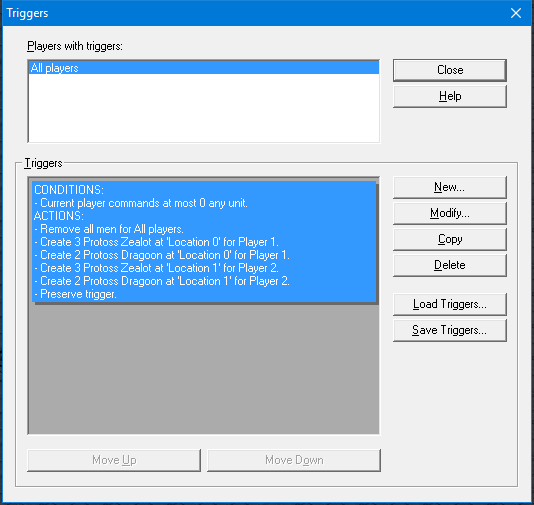 Triggers
Players with triggers:
All players
Close
Help
Triggers
CONDITIONS:
- Current player commands at most 0 any unit.
ACTIONS:
- Remove all men for All players.
- Create 3 Protoss Zealot at 'Location 0' for Player 1.
- Create 2 Protoss Dragoon at 'Location 0' for Player 1.
- Create 3 Protoss Zealot at 'Location 1' for Player 2.
- Create 2 Protoss Dragoon at 'Location 1' for Player 2.
- Preserve trigger.
New...
Modify...
Copy
Delete
Load Triggers...
Save Triggers...
Move Up
Move Down